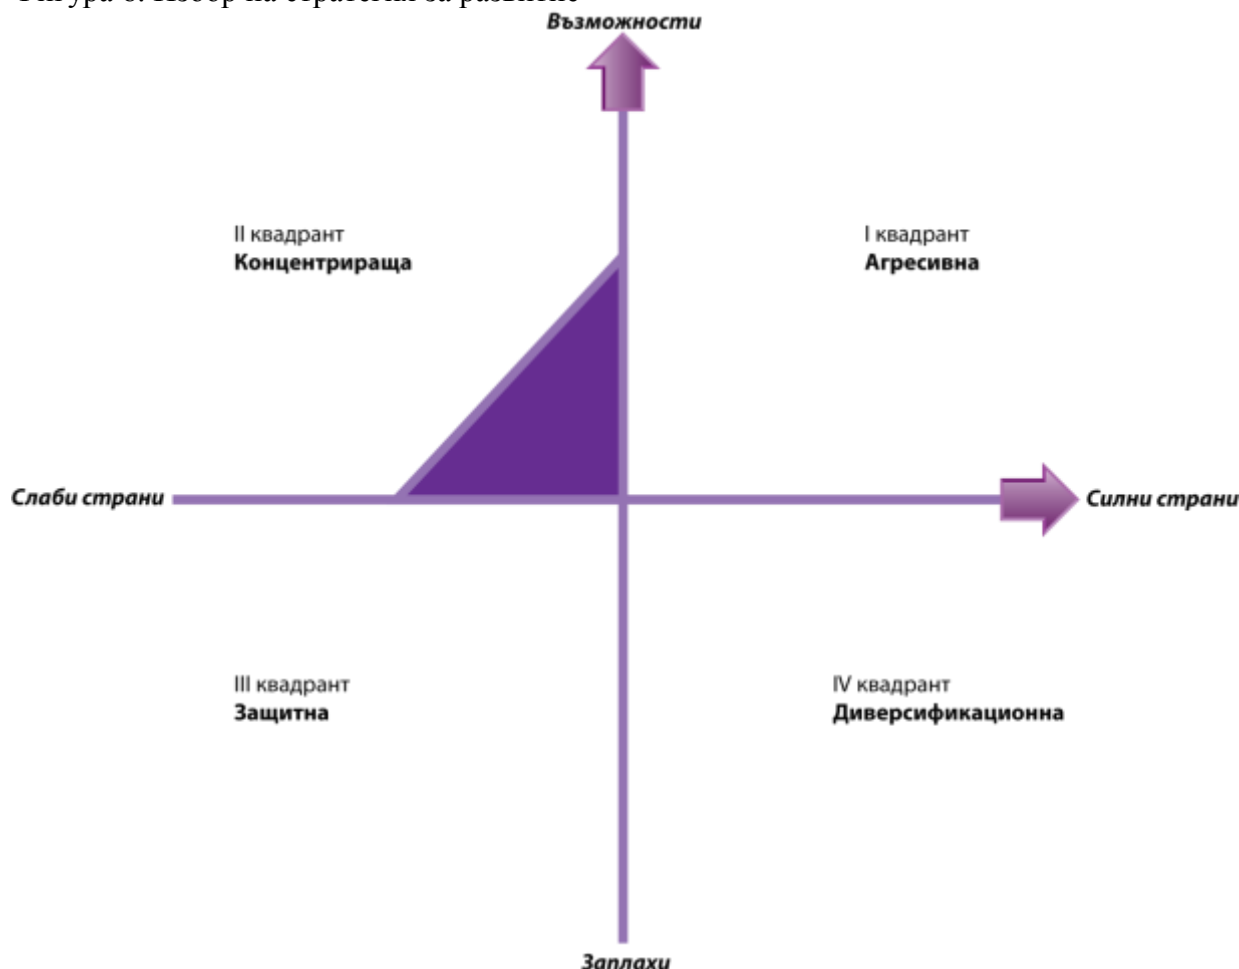 Възможности
II квадрант
Концентрираща
I квадрант
Агресивна
Слаби страни
Силни страни
III квадрант
Защитна
IV квадрант
Диверсификационна
Заплахи